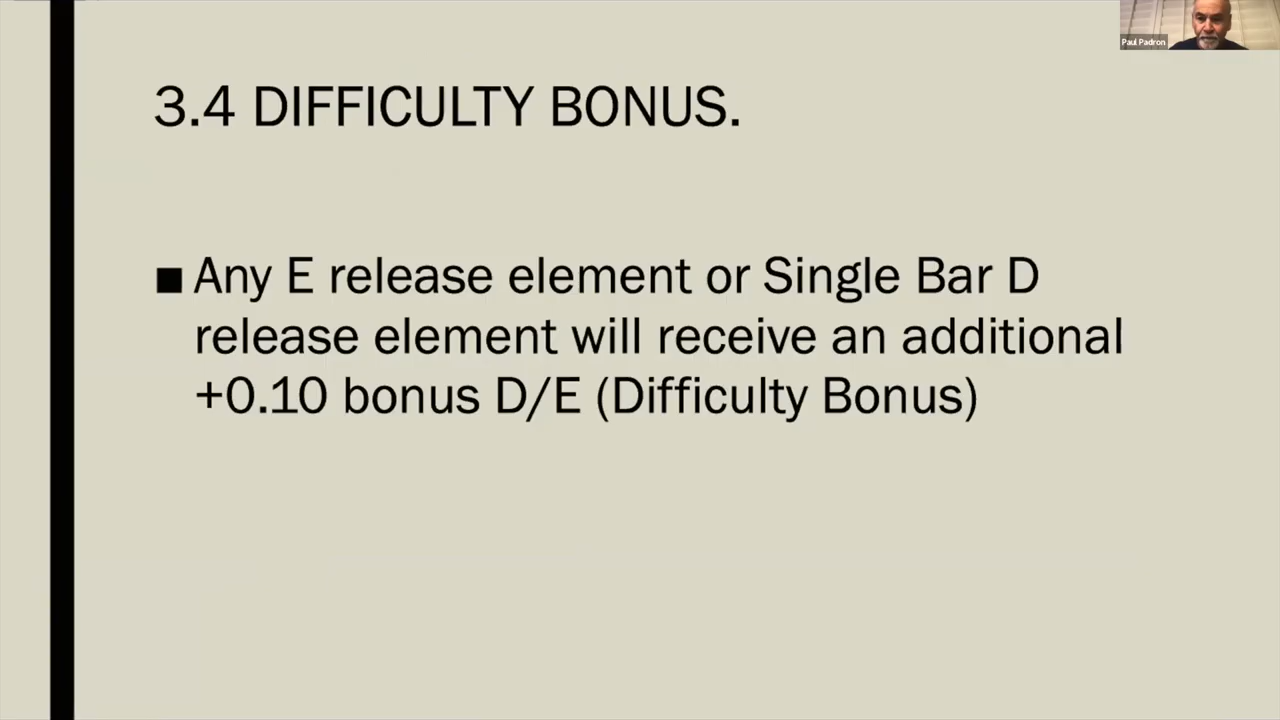 Paul Padron
3.4 DIFFICULTY BONUS.
■ Any E release element or Single Bar D
release element will receive an additional
+0.10 bonus D/E (Difficulty Bonus)